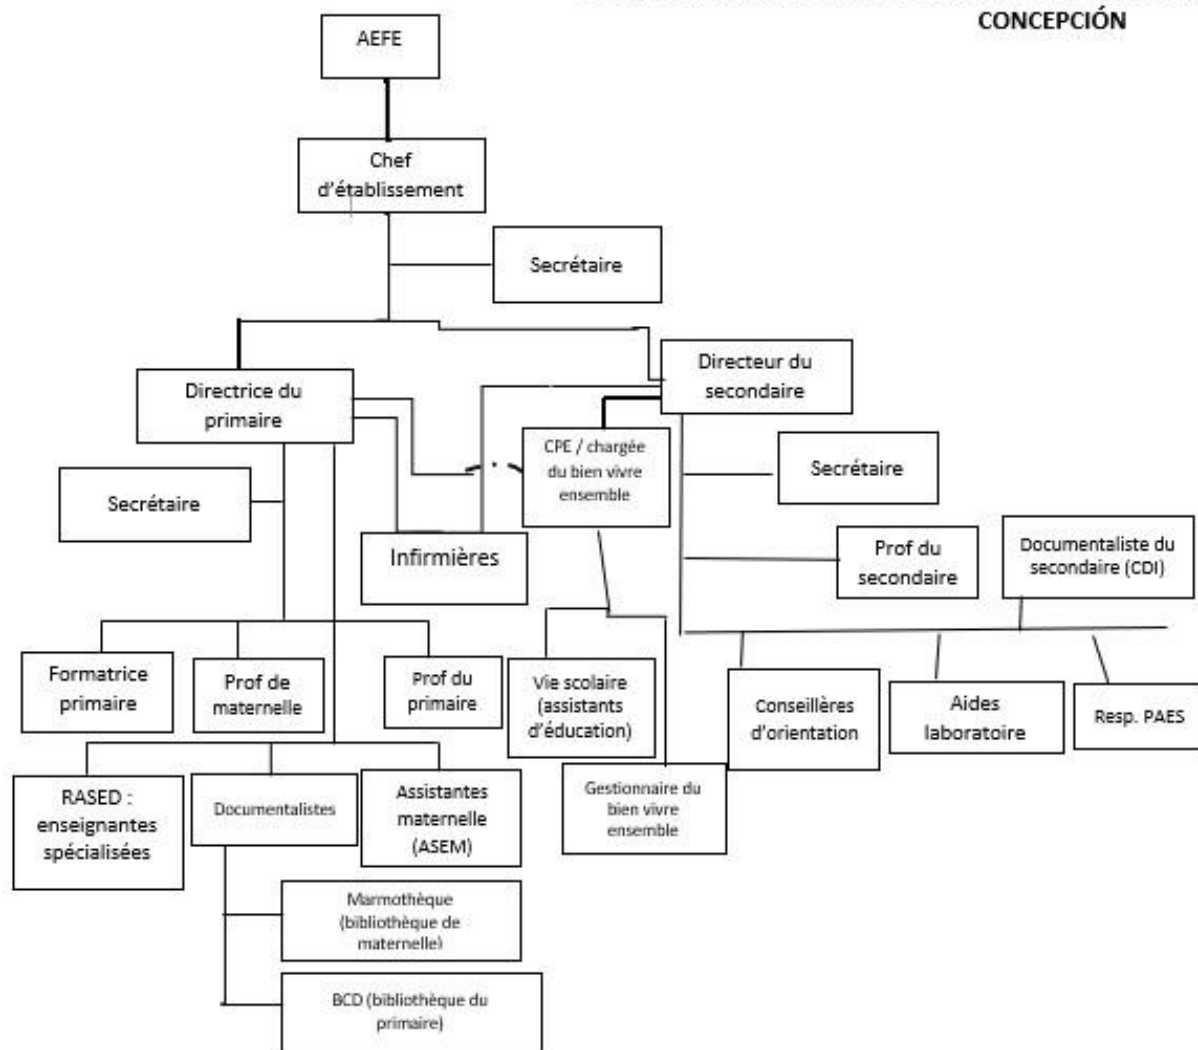 CONCEPCIÓN
AEFE
Chef
d'établissement
Secrétaire
Directrice du
primaire
Directeur du
secondaire
CPE / chargée
du bien vivre
ensemble
Secrétaire
Secrétaire
Infirmières
Prof du
secondaire
Documentaliste du
secondaire (CDI)
Formatrice
primaire
Prof de
maternelle
Prof du
primaire
Vie scolaire
(assistants
d'éducation)
Conseillères
d'orientation
Aides
laboratoire
Resp. PAES
RASED :
enseignantes
spécialisées
Documentalistes
Assistantes
maternelle
(ASEM)
Gestionnaire du
bien vivre
ensemble
Marmothèque
(bibliothèque de
maternelle)
BCD (bibliothèque du
primaire)